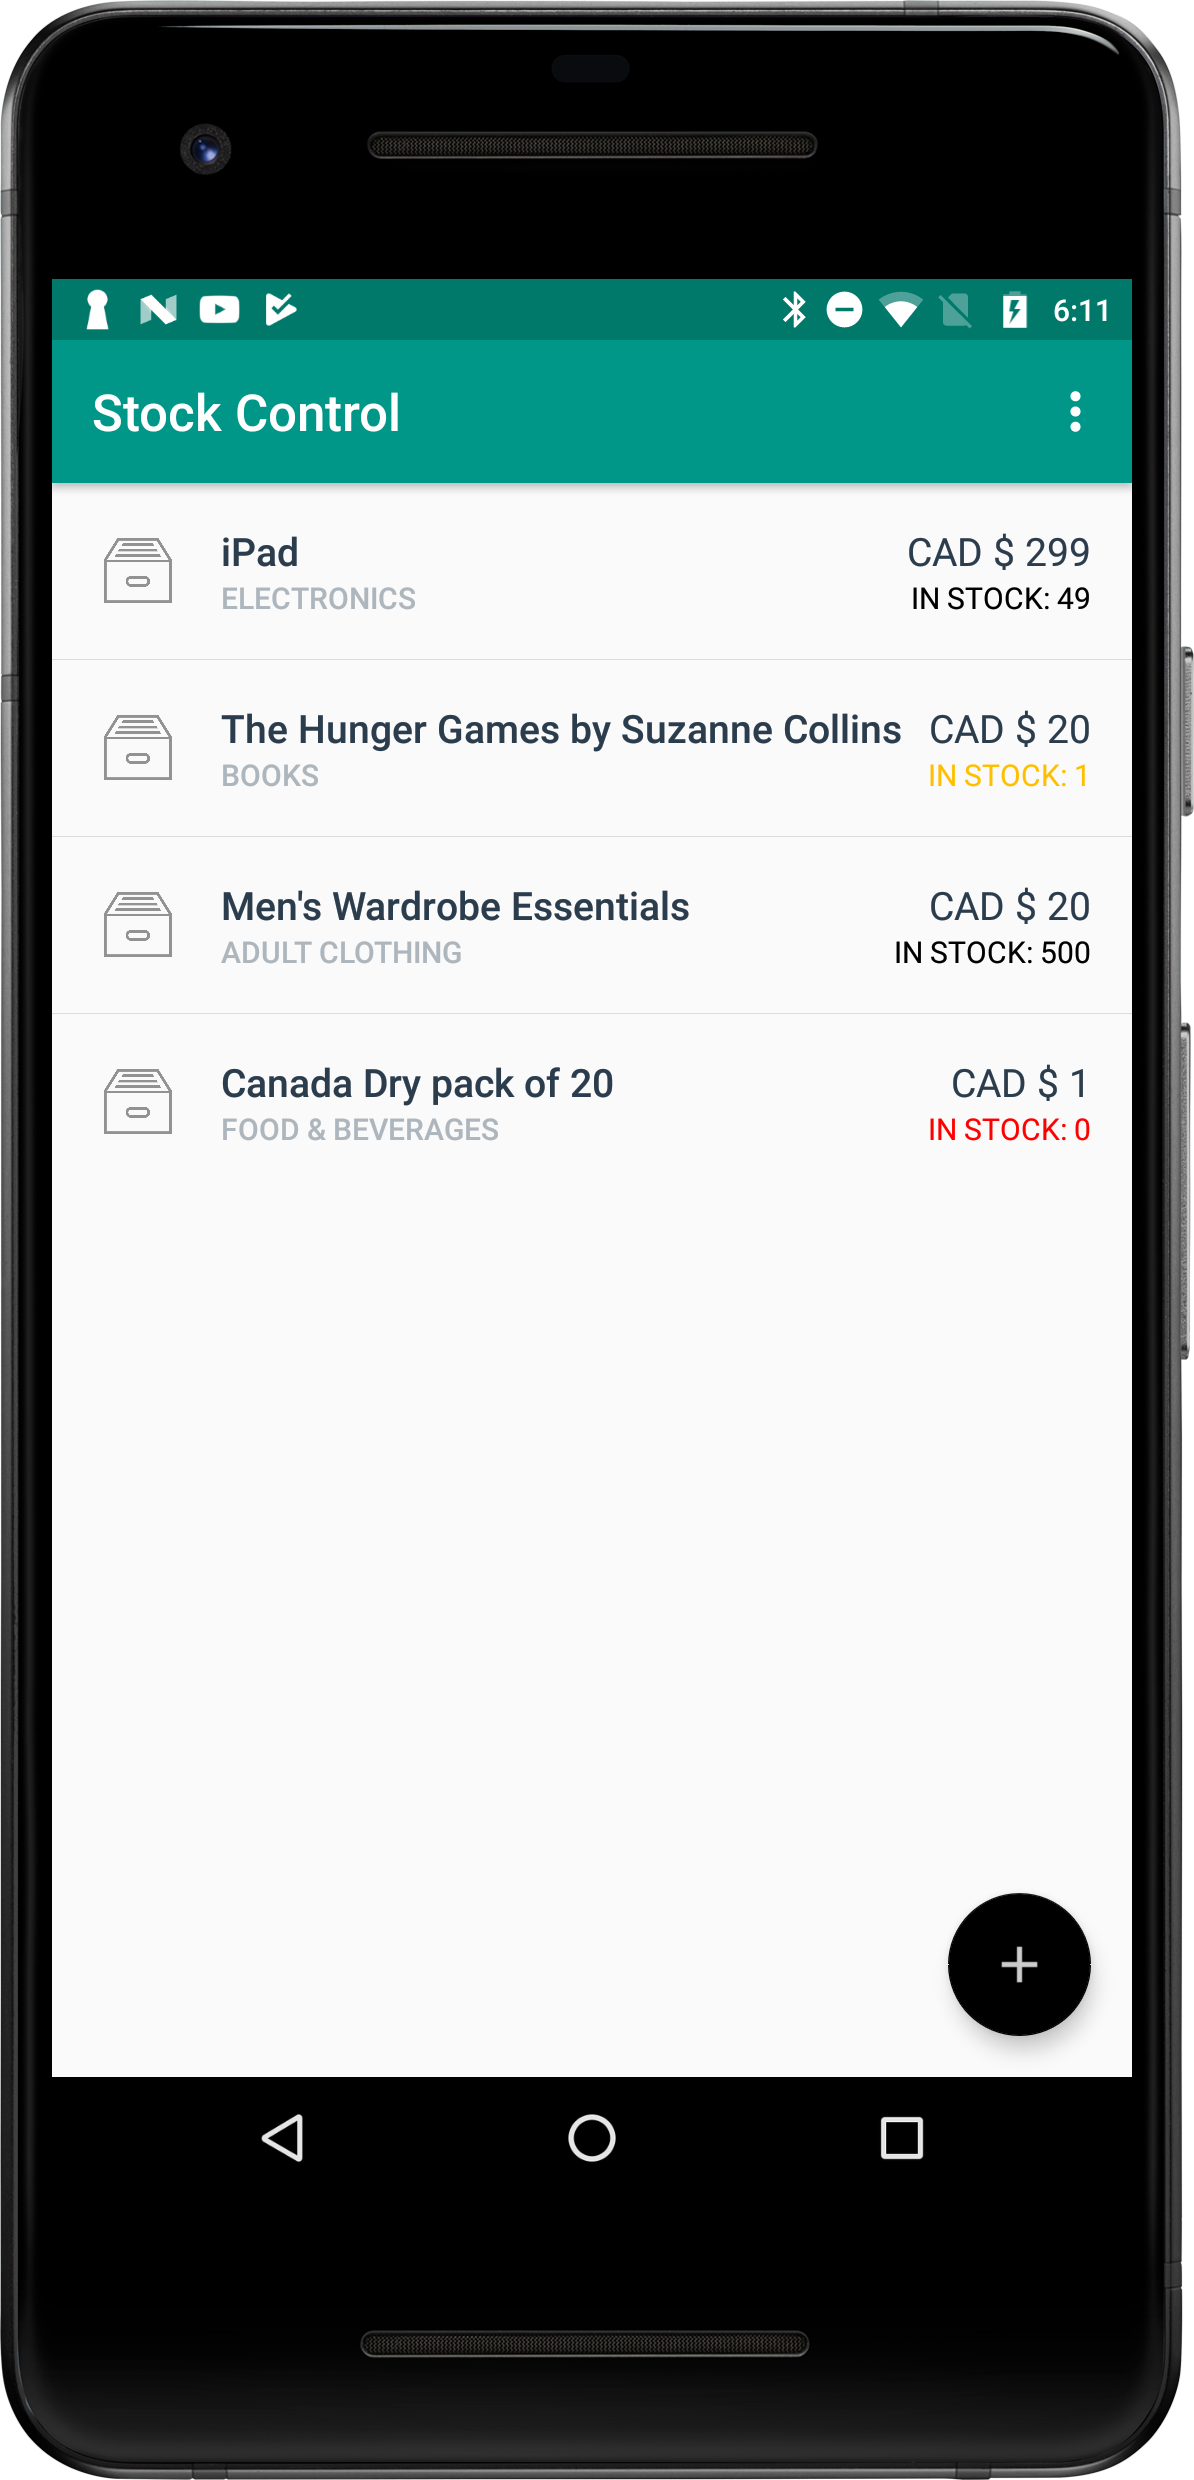 6:11
Stock Control
iPad
CAD $ 299
ELECTRONICS
IN STOCK: 49
The Hunger Games by Suzanne Collins
CAD $ 20
BOOKS
IN STOCK: 1
Men's Wardrobe Essentials
CAD $ 20
ADULT CLOTHING
IN STOCK: 500
Canada Dry pack of 20
CAD $ 1
FOOD & BEVERAGES
IN STOCK: 0